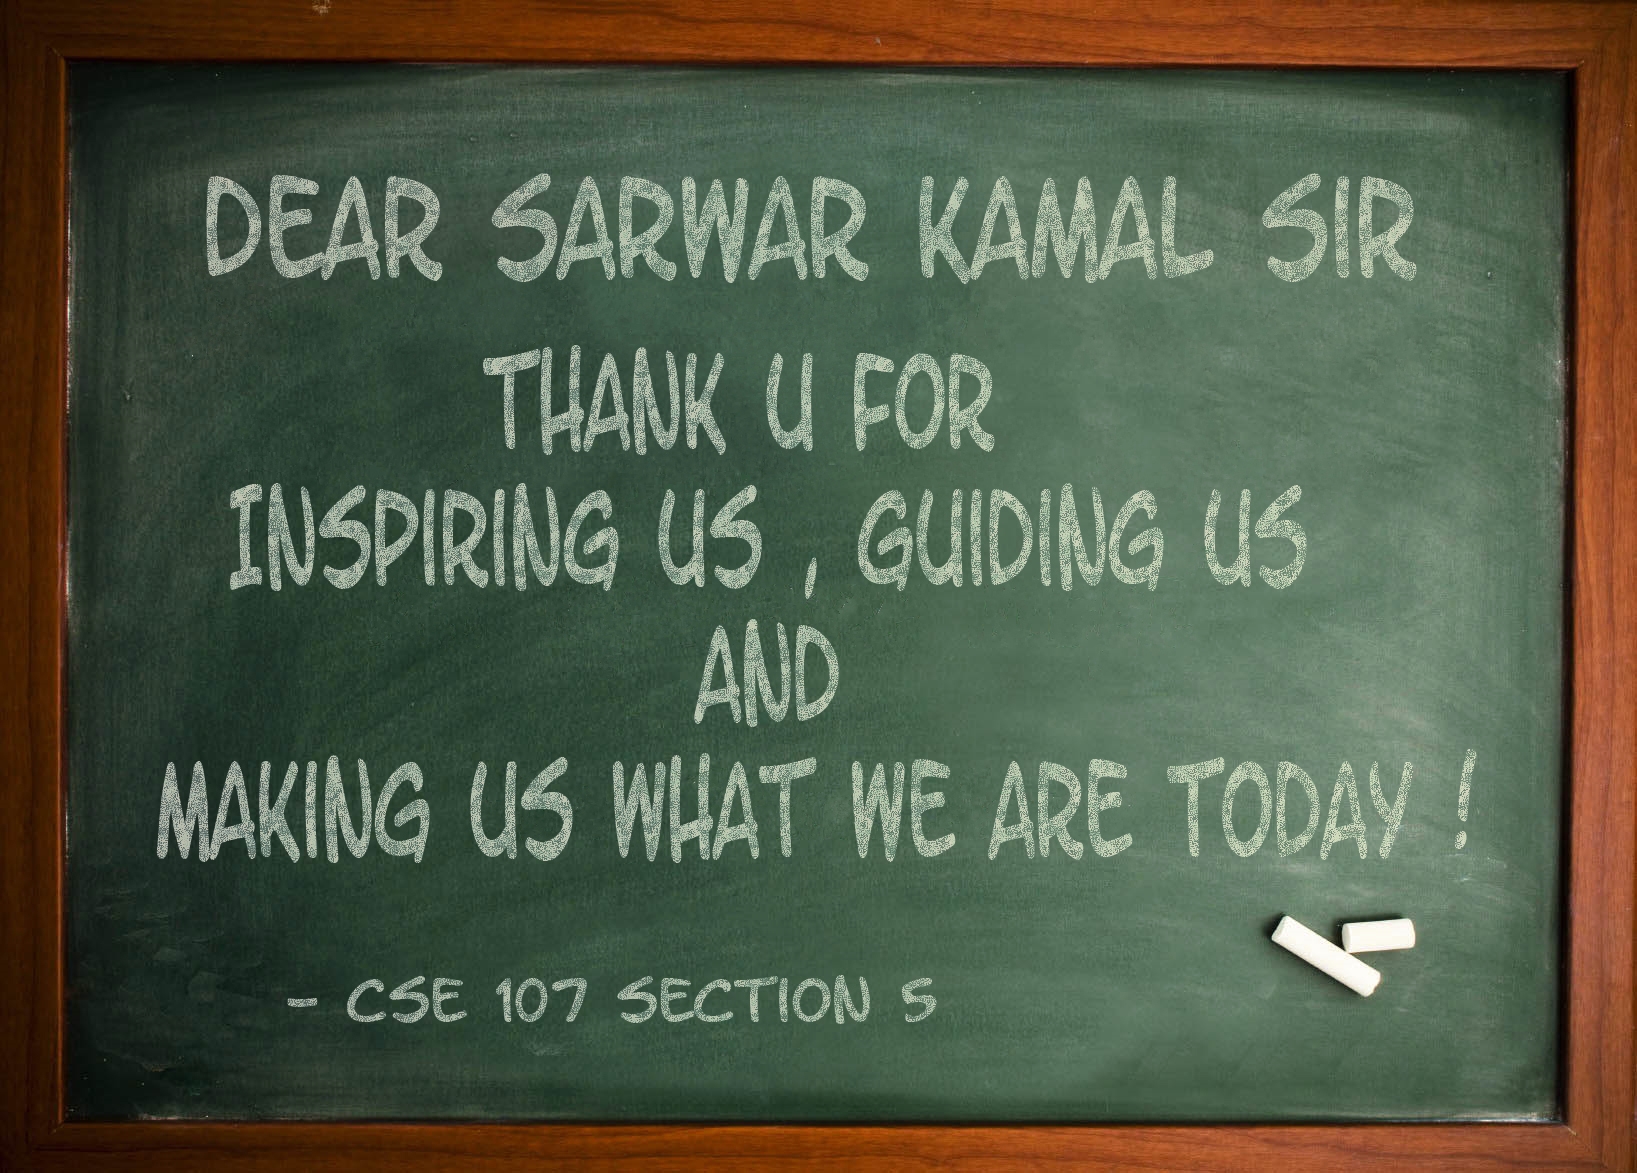 DEAR SARWAR KAMAL SIR
THANK U FOR
INSPIRING US , GUIDING US
AND
MAKING US WHAT WE ARE TODAY !
- CSE 107 SECTION 5